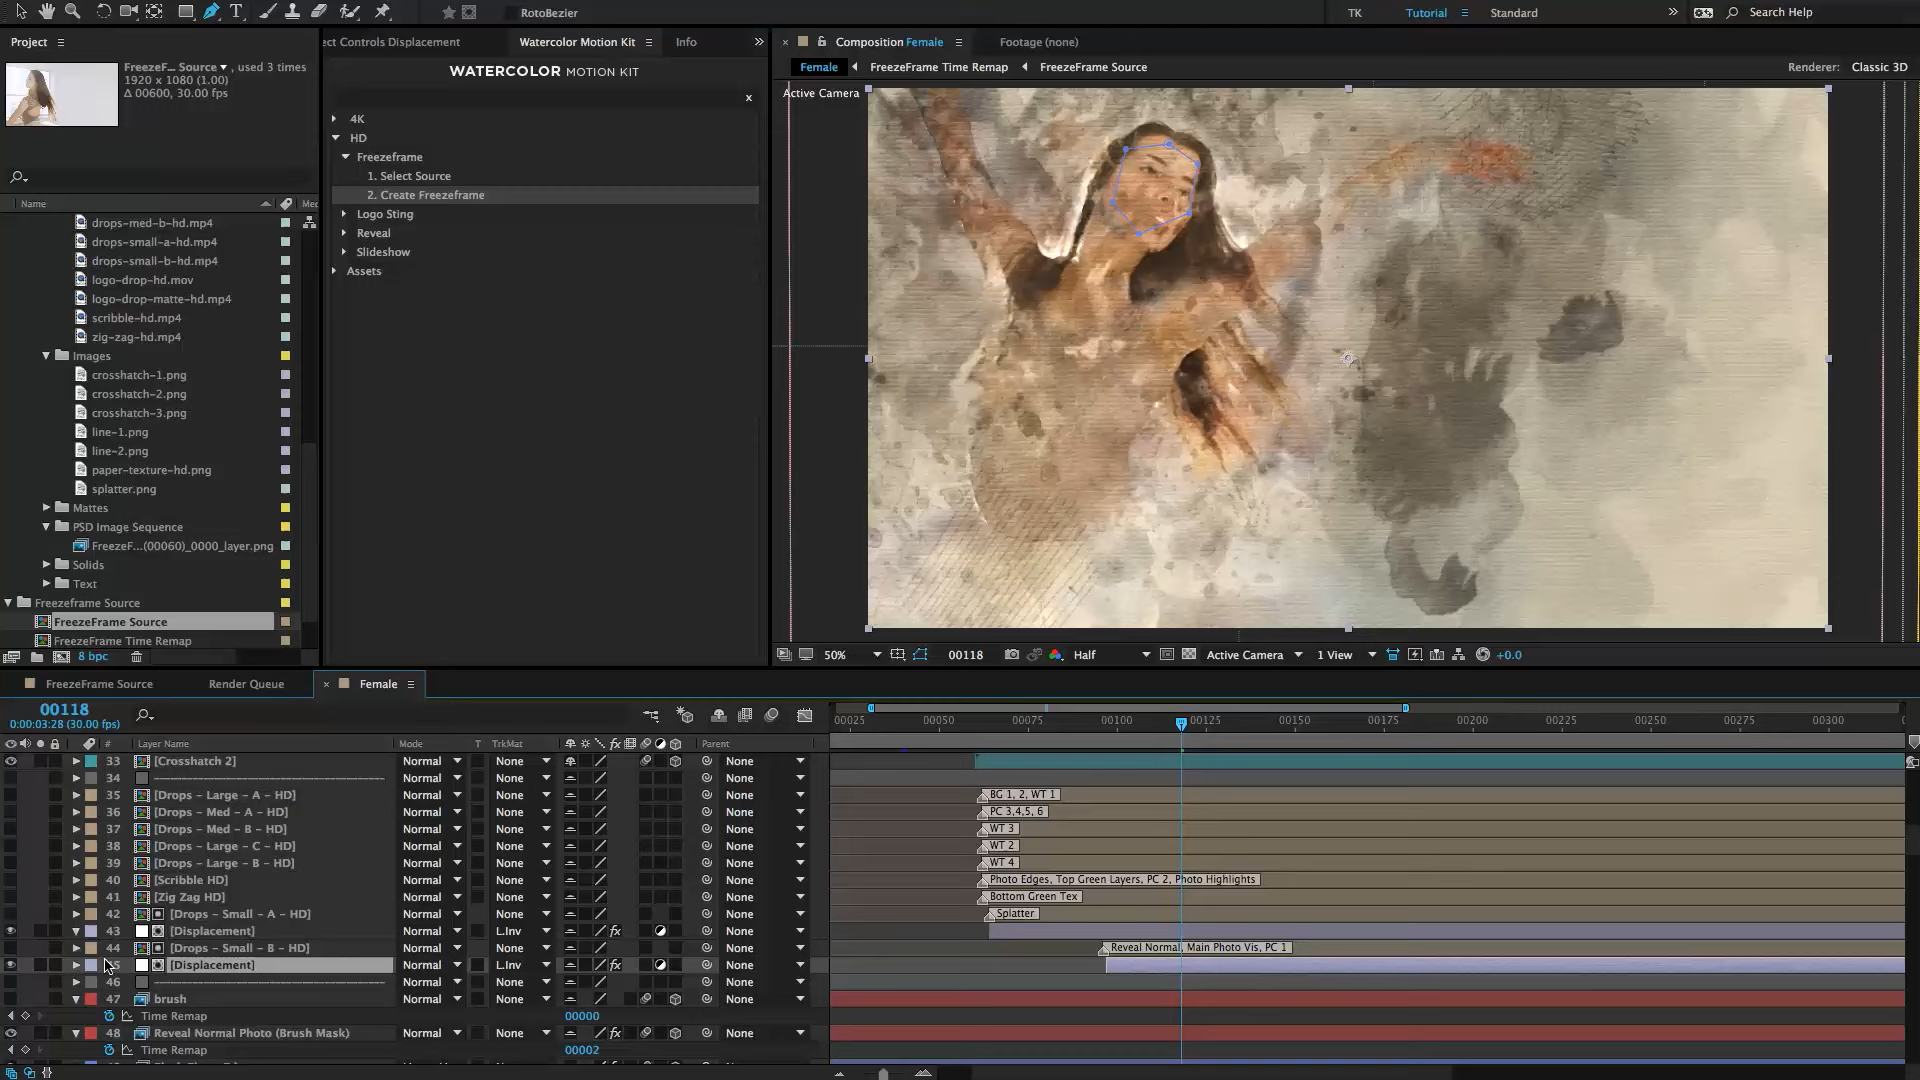 RotoBezier
TK
Tutorial
Standard
Search Help
Project
ect Controls Displacement
Watercolor Motion Kit
Info
Composition Female
Footage (none)
FreezeF... Source ▾ , used 3 times
1920 x 1080 (1.00)
Δ 00600, 30.00 fps
WATERCOLOR MOTION KIT
Female
FreezeFrame Time Remap
FreezeFrame Source
Renderer: Classic 3D
Active Camera
x
4K
HD
Freezeframe
1. Select Source
2. Create Freezeframe
Logo Sting
Reveal
Slideshow
Assets
Name
Med
drops-med-b-hd.mp4
drops-small-a-hd.mp4
drops-small-b-hd.mp4
logo-drop-hd.mov
logo-drop-matte-hd.mp4
scribble-hd.mp4
zig-zag-hd.mp4
Images
crosshatch-1.png
crosshatch-2.png
crosshatch-3.png
line-1.png
line-2.png
paper-texture-hd.png
splatter.png
Mattes
PSD Image Sequence
FreezeF...(00060)_0000_layer.png
Solids
Text
Freezeframe Source
FreezeFrame Source
FreezeFrame Time Remap
8 bpc
50%
00118
Half
Active Camera
1 View
+0.0
FreezeFrame Source
Render Queue
Female
00118
0:00:03:28 (30.00 fps)
00025 00050 00075 00100 00125 00150 00175 00200 00225 00250 00275 00300
# Layer Name Mode T TrkMat Parent
33 [Crosshatch 2] Normal None None
34 Normal None None
35 [Drops - Large - A - HD] Normal None None BG 1, 2, WT 1
36 [Drops - Med - A - HD] Normal None None PC 3,4,5, 6
37 [Drops - Med - B - HD] Normal None None WT 3
38 [Drops - Large - C - HD] Normal None None WT 2
39 [Drops - Large - B - HD] Normal None None WT 4
40 [Scribble HD] Normal None None Photo Edges, Top Green Layers, PC 2, Photo Highlights
41 [Zig Zag HD] Normal None None Bottom Green Tex
42 [Drops - Small - A - HD] Normal None None Splatter
43 [Displacement] Normal L.Inv fx None
44 [Drops - Small - B - HD] Normal None None Reveal Normal, Main Photo Vis, PC 1
[Displacement] Normal L.Inv fx None
46 Normal None None
47 brush Normal None None
Time Remap 00000
48 Reveal Normal Photo (Brush Mask) Normal None fx None
Time Remap 00002